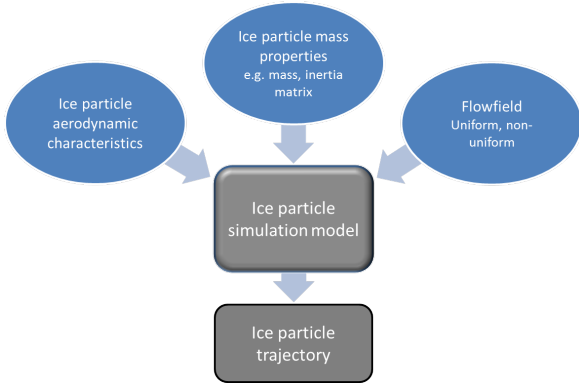 Ice particle mass
properties
e.g. mass, inertia
matrix
Ice particle
aerodynamic
characteristics
Flowfield
Uniform, non-
uniform
Ice particle
simulation model
Ice particle
trajectory